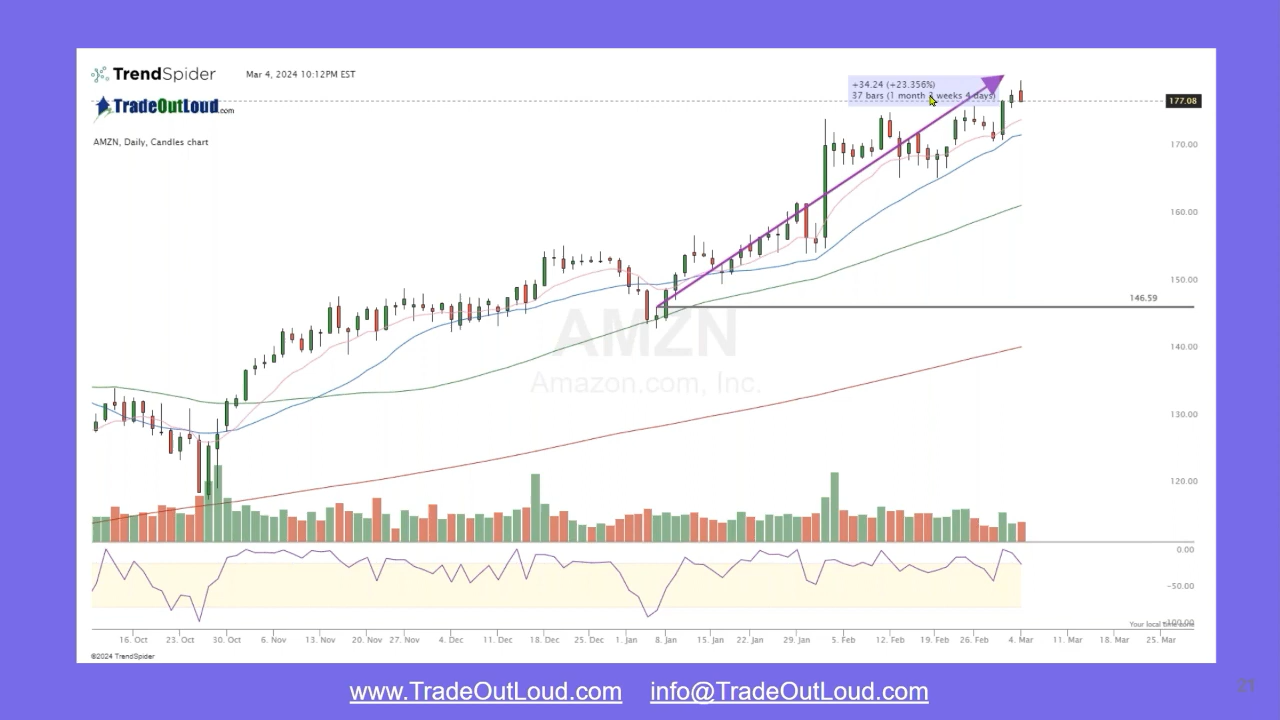 TrendSpider
Mar 4, 2024 10:12PM EST
TradeOutLoud.com
AMZN, Daily, Candles chart
+34.24 (+23.356%)
37 bars (1 month 2 weeks 4 days)
177.08
170.00
160.00
150.00
146.59
140.00
130.00
120.00
AMZN
Amazon.com, Inc.
0.00
-50.00
-100.00
Your local time zone
16. Oct 23. Oct 30. Oct 6. Nov 13. Nov 20. Nov 27. Nov 4. Dec 11. Dec 18. Dec 25. Dec 1. Jan 8. Jan 15. Jan 22. Jan 29. Jan 5. Feb 12. Feb 19. Feb 26. Feb 4. Mar 11. Mar 18. Mar 25. Mar
©2024 TrendSpider
www.TradeOutLoud.com info@TradeOutLoud.com
21